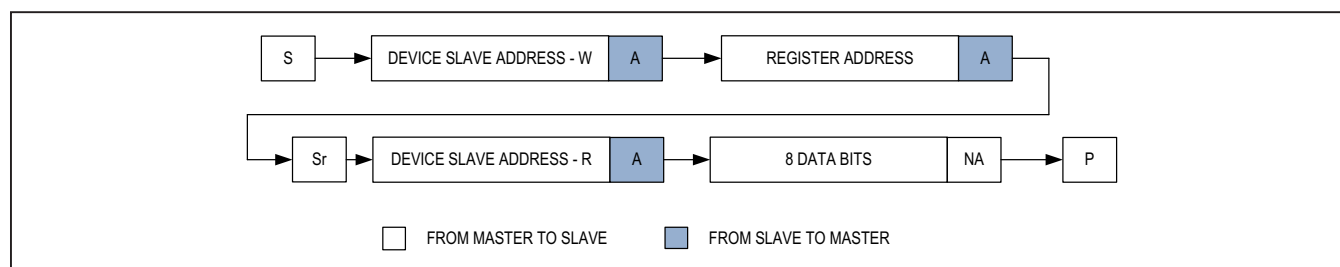 S DEVICE SLAVE ADDRESS - W A REGISTER ADDRESS A
Sr DEVICE SLAVE ADDRESS - R A 8 DATA BITS NA P
FROM MASTER TO SLAVE FROM SLAVE TO MASTER